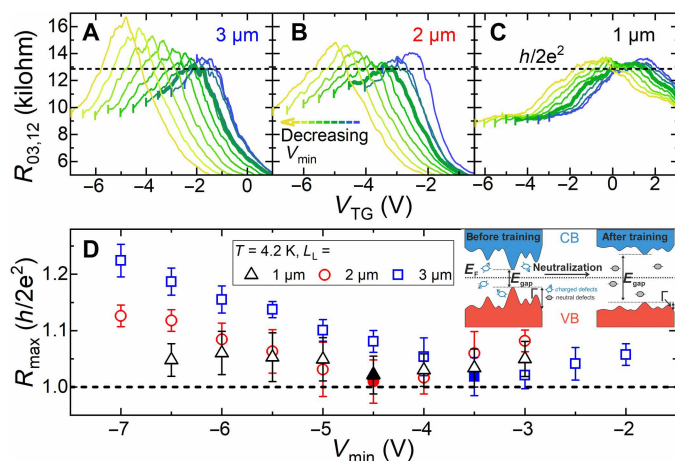 A 3 μm
B 2 μm
C 1 μm
h/2e²
R03,12 (kilohm)
16
14
12
10
8
6
Decreasing
Vmin
−6 −4 −2 0
−6 −4 −2
−6 −4 −2 0 2
VTG
D
T = 4.2 K, LL =
1 μm 2 μm 3 μm
Rmax (h/2e²)
1.2
1.1
1.0
Before training CB After training
EF Neutralization
Egap Egap
charged defects
neutral defects
Γ Γ
VB
−7 −6 −5 −4 −3 −2
Vmin (V)